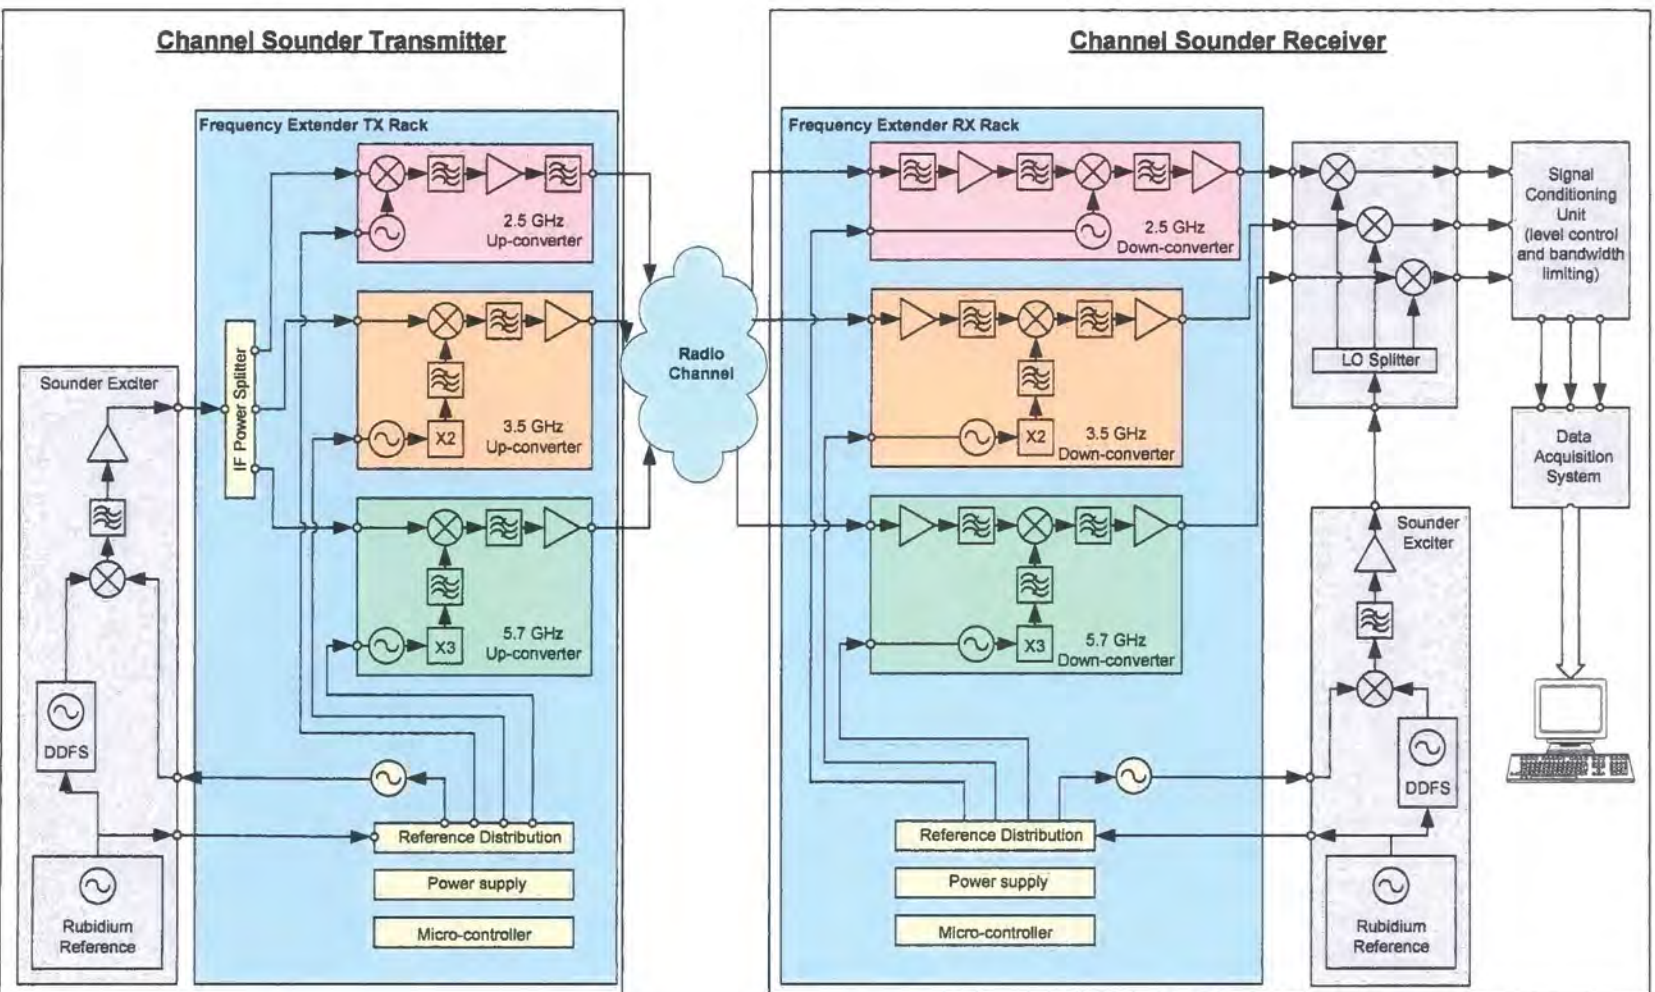 Channel Sounder Transmitter
Frequency Extender TX Rack
2.5 GHz
Up-converter
3.5 GHz
Up-converter
X2
5.7 GHz
Up-converter
X3
IF Power Splitter
Sounder Exciter
DDFS
Rubidium
Reference
Reference Distribution
Power supply
Micro-controller
Radio
Channel
Channel Sounder Receiver
Frequency Extender RX Rack
2.5 GHz
Down-converter
3.5 GHz
Down-converter
X2
5.7 GHz
Down-converter
X3
Reference Distribution
Power supply
Micro-controller
LO Splitter
Signal
Conditioning
Unit
(level control
and bandwidth
limiting)
Data
Acquisition
System
Sounder
Exciter
DDFS
Rubidium
Reference